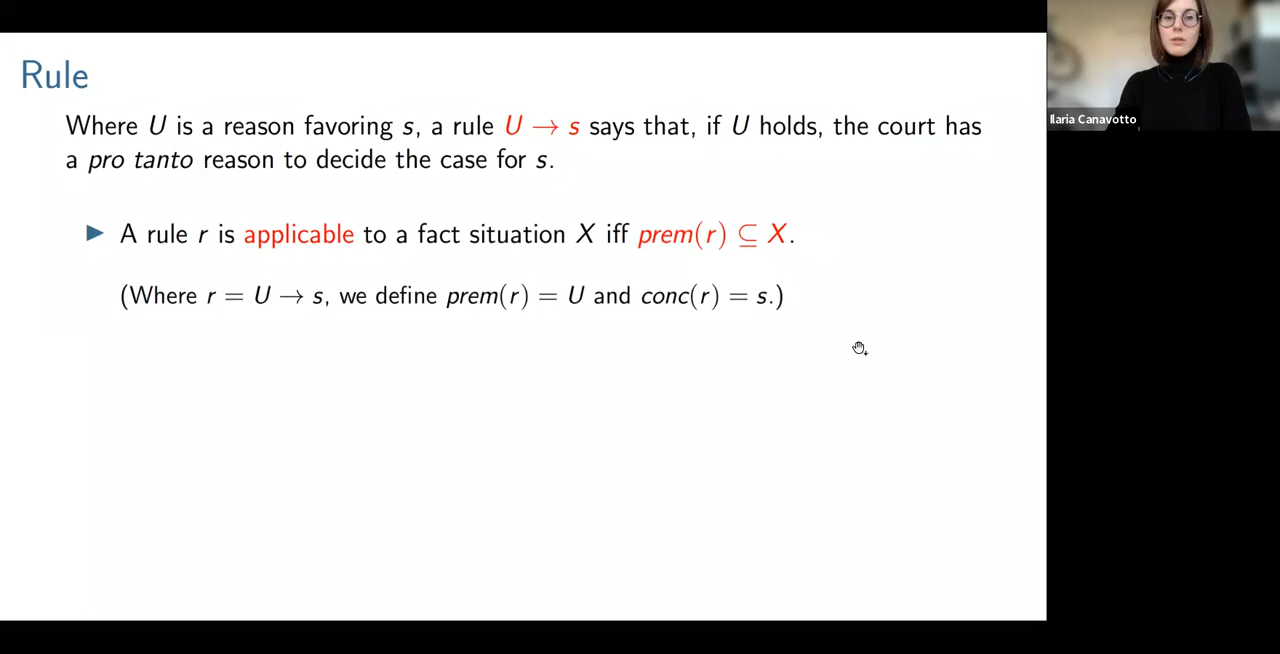 Rule
Where U is a reason favoring s, a rule U → s says that, if U holds, the court has
a pro tanto reason to decide the case for s.
▶ A rule r is applicable to a fact situation X iff prem(r) ⊆ X.
(Where r = U → s, we define prem(r) = U and conc(r) = s.)
Ilaria Canavotto